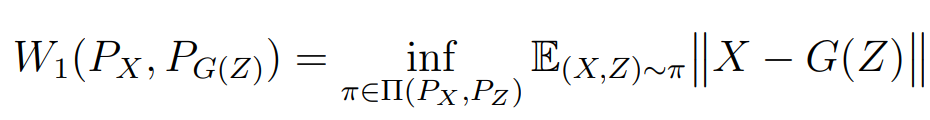 W_1(P_X, P_{G(Z)}) = \inf_{\pi \in \Pi(P_X, P_Z)} \mathbb{E}_{(X,Z) \sim \pi} \| X - G(Z) \|